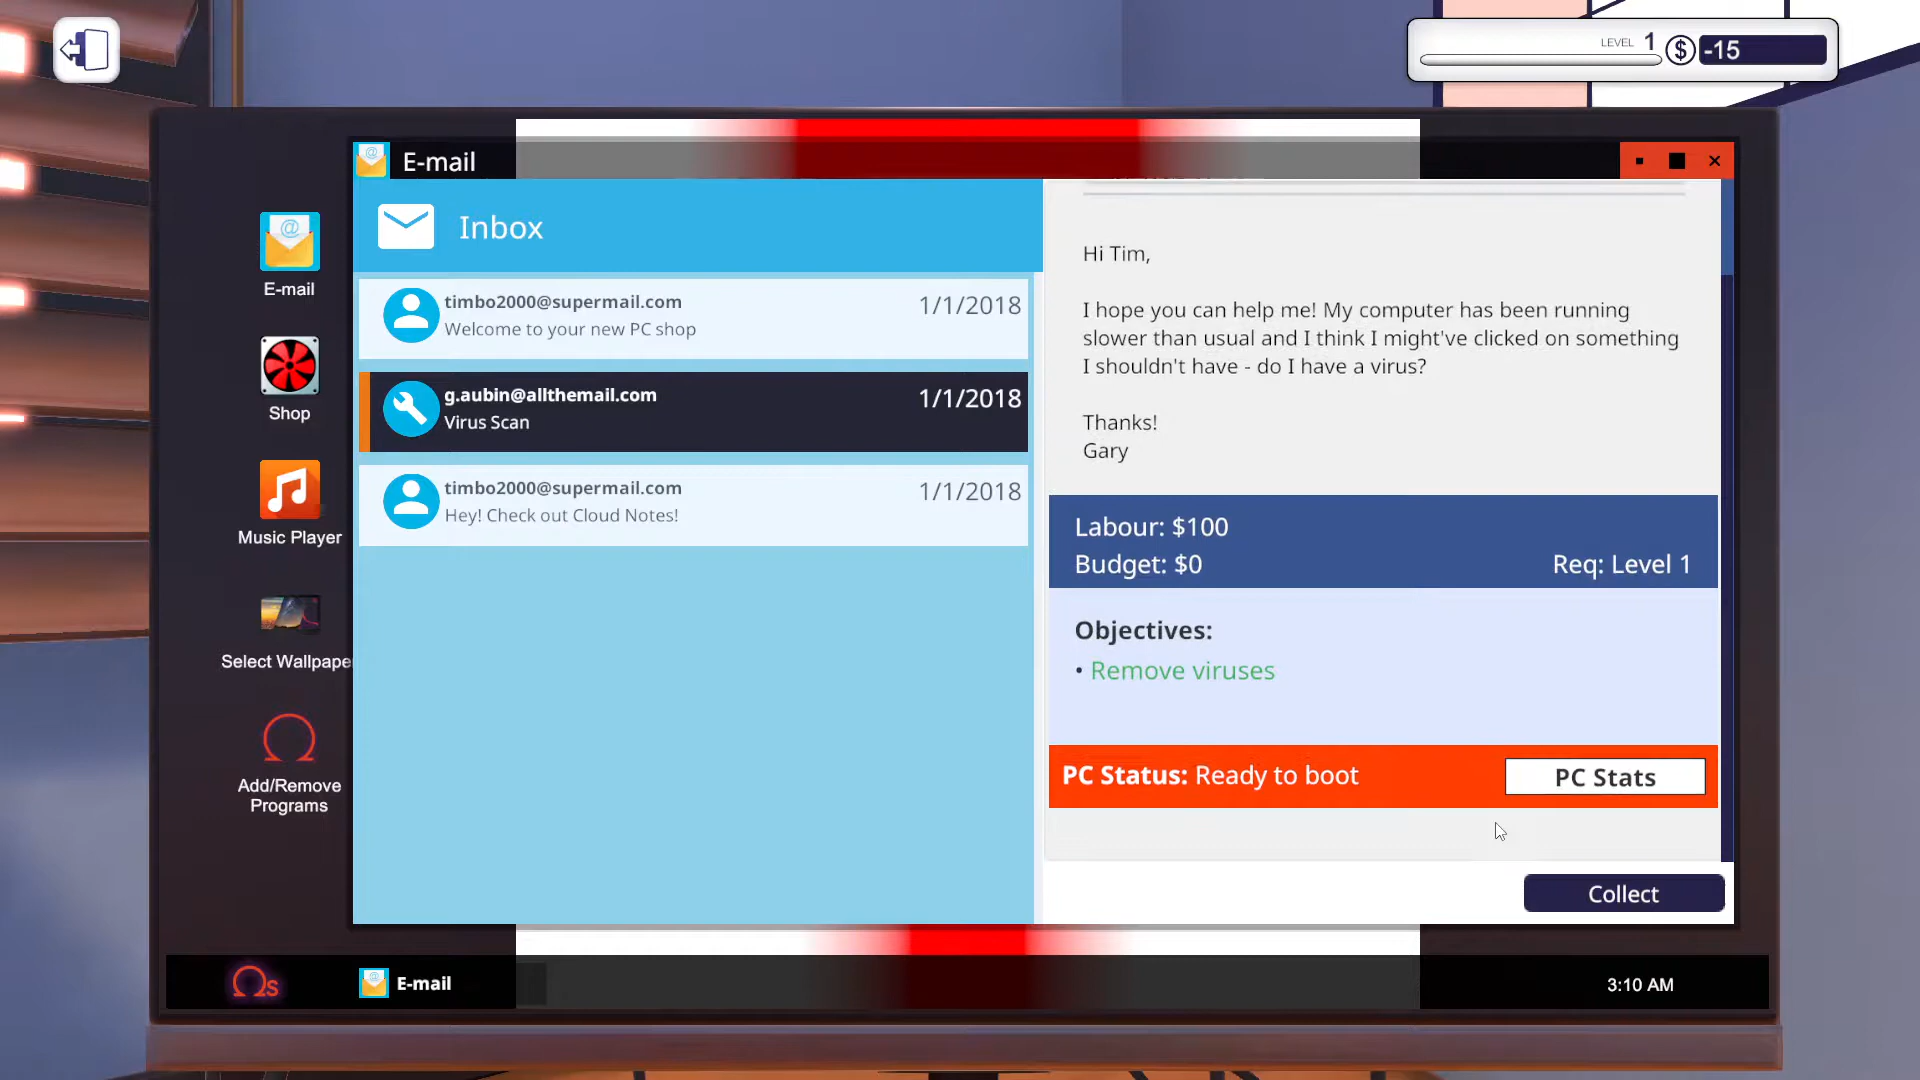 LEVEL 1
$ -15
E-mail
Inbox
E-mail
Shop
Music Player
Select Wallpape
Add/Remove
Programs
timbo2000@supermail.com
1/1/2018
Welcome to your new PC shop
g.aubin@allthemail.com
1/1/2018
Virus Scan
timbo2000@supermail.com
1/1/2018
Hey! Check out Cloud Notes!
Hi Tim,
I hope you can help me! My computer has been running
slower than usual and I think I might've clicked on something
I shouldn't have - do I have a virus?
Thanks!
Gary
Labour: $100
Budget: $0
Req: Level 1
Objectives:
• Remove viruses
PC Status: Ready to boot
PC Stats
Collect
Ωs
E-mail
3:10 AM